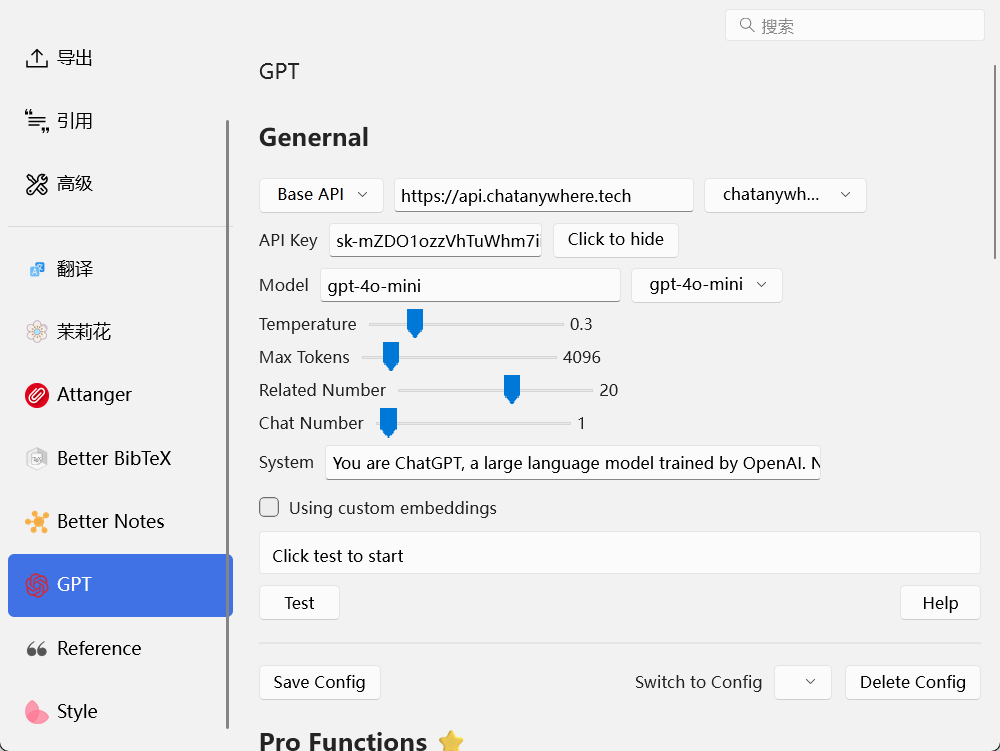 搜索
导出
引用
高级
翻译
茉莉花
Attanger
Better BibTeX
Better Notes
GPT
Reference
Style
GPT
Genernal
Base API https://api.chatanywhere.tech chatanywh...
API Key sk-mZDO1ozzVhTuWhm7i Click to hide
Model gpt-4o-mini gpt-4o-mini
Temperature 0.3
Max Tokens 4096
Related Number 20
Chat Number 1
System You are ChatGPT, a large language model trained by OpenAI.
Using custom embeddings
Click test to start
Test Help
Save Config Switch to Config Delete Config
Pro Functions